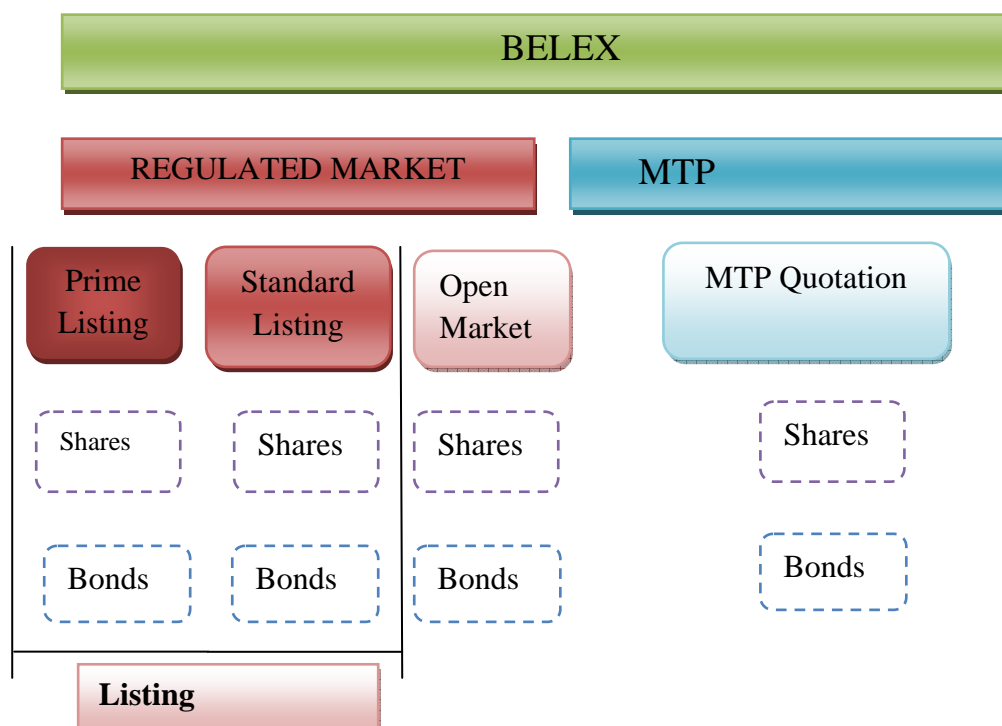 BELEX
REGULATED MARKET
MTP
Prime
Listing
Standard
Listing
Open
Market
MTP Quotation
Shares
Shares
Shares
Shares
Bonds
Bonds
Bonds
Bonds
Listing